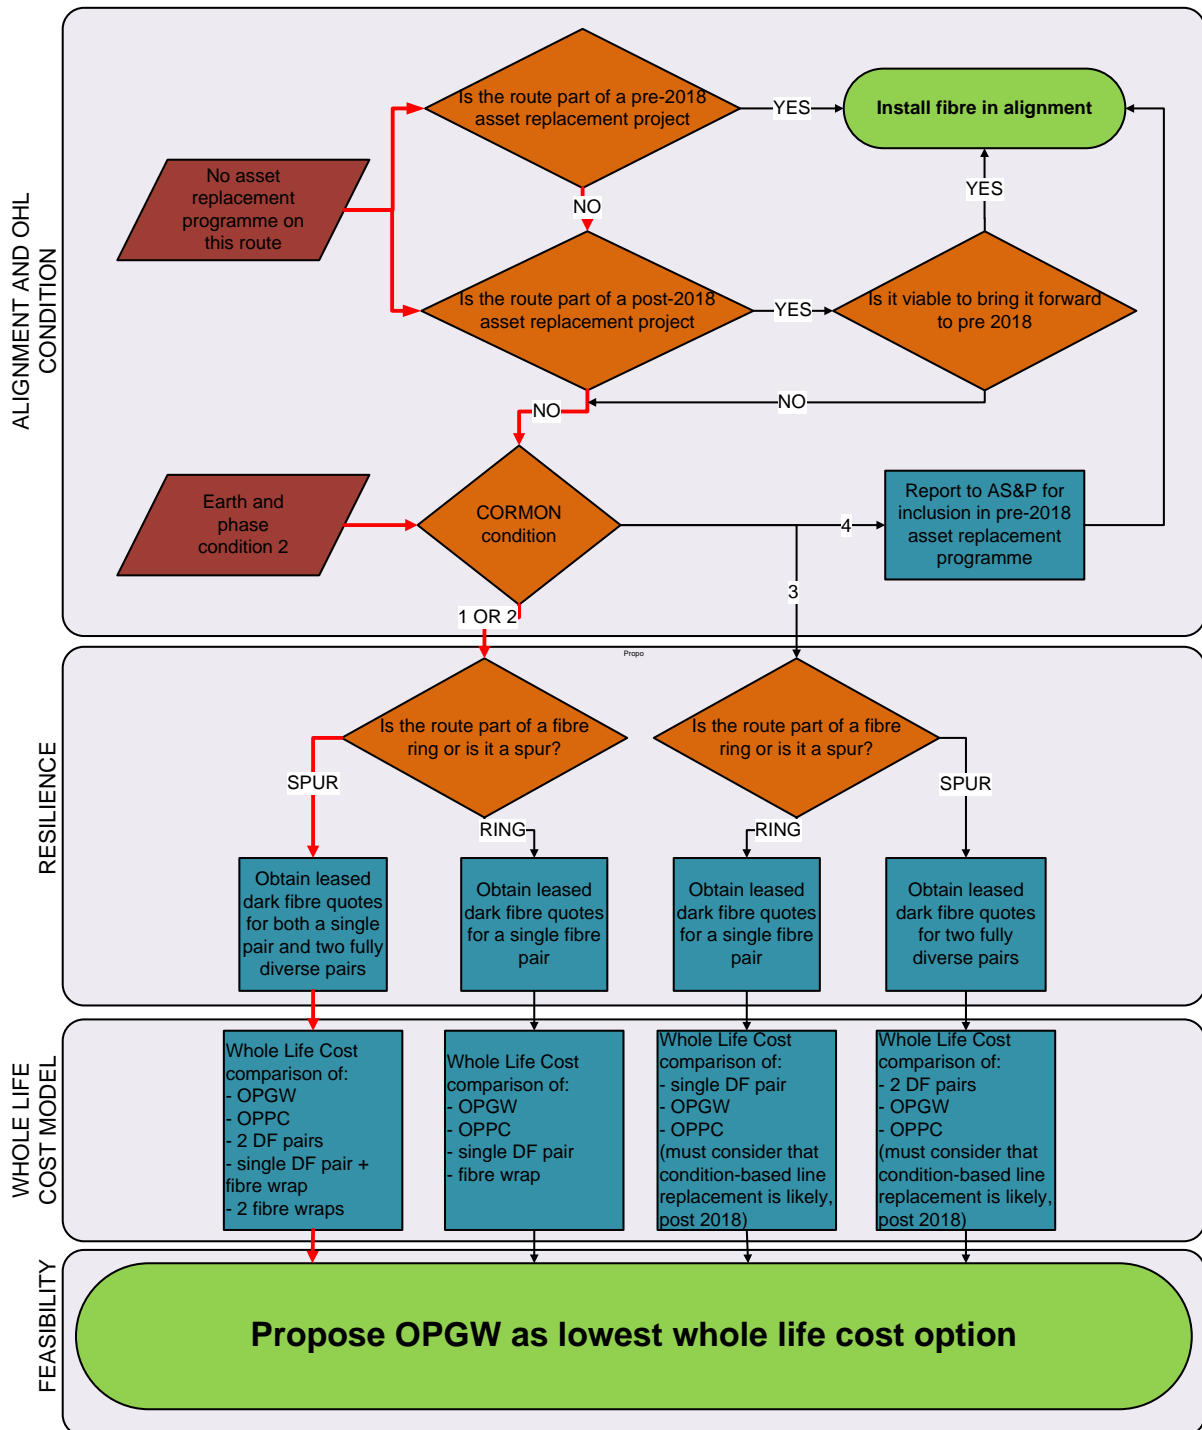 ALIGNMENT AND OHL
CONDITION
Is the route part of a pre-2018
asset replacement project
YES
Install fibre in alignment
No asset
replacement
programme on
this route
NO
YES
Is the route part of a post-2018
asset replacement project
YES
Is it viable to bring it forward
to pre 2018
NO
NO
Earth and
phase
condition 2
CORMON
condition
4
Report to AS&P for
inclusion in pre-2018
asset replacement
programme
3
1 OR 2
RESILIENCE
Propo
Is the route part of a fibre
ring or is it a spur?
Is the route part of a fibre
ring or is it a spur?
SPUR
RING
RING
SPUR
Obtain leased
dark fibre quotes
for both a single
pair and two fully
diverse pairs
Obtain leased
dark fibre quotes
for a single fibre
pair
Obtain leased
dark fibre quotes
for a single fibre
pair
Obtain leased
dark fibre quotes
for two fully
diverse pairs
WHOLE LIFE
COST MODEL
Whole Life Cost
comparison of:
- OPGW
- OPPC
- 2 DF pairs
- single DF pair +
fibre wrap
- 2 fibre wraps
Whole Life Cost
comparison of:
- OPGW
- OPPC
- single DF pair
- fibre wrap
Whole Life Cost
comparison of:
- single DF pair
- OPGW
- OPPC
(must consider that
condition-based line
replacement is likely,
post 2018)
Whole Life Cost
comparison of:
- 2 DF pairs
- OPGW
- OPPC
(must consider that
condition-based line
replacement is likely,
post 2018)
FEASIBILITY
Propose OPGW as lowest whole life cost option